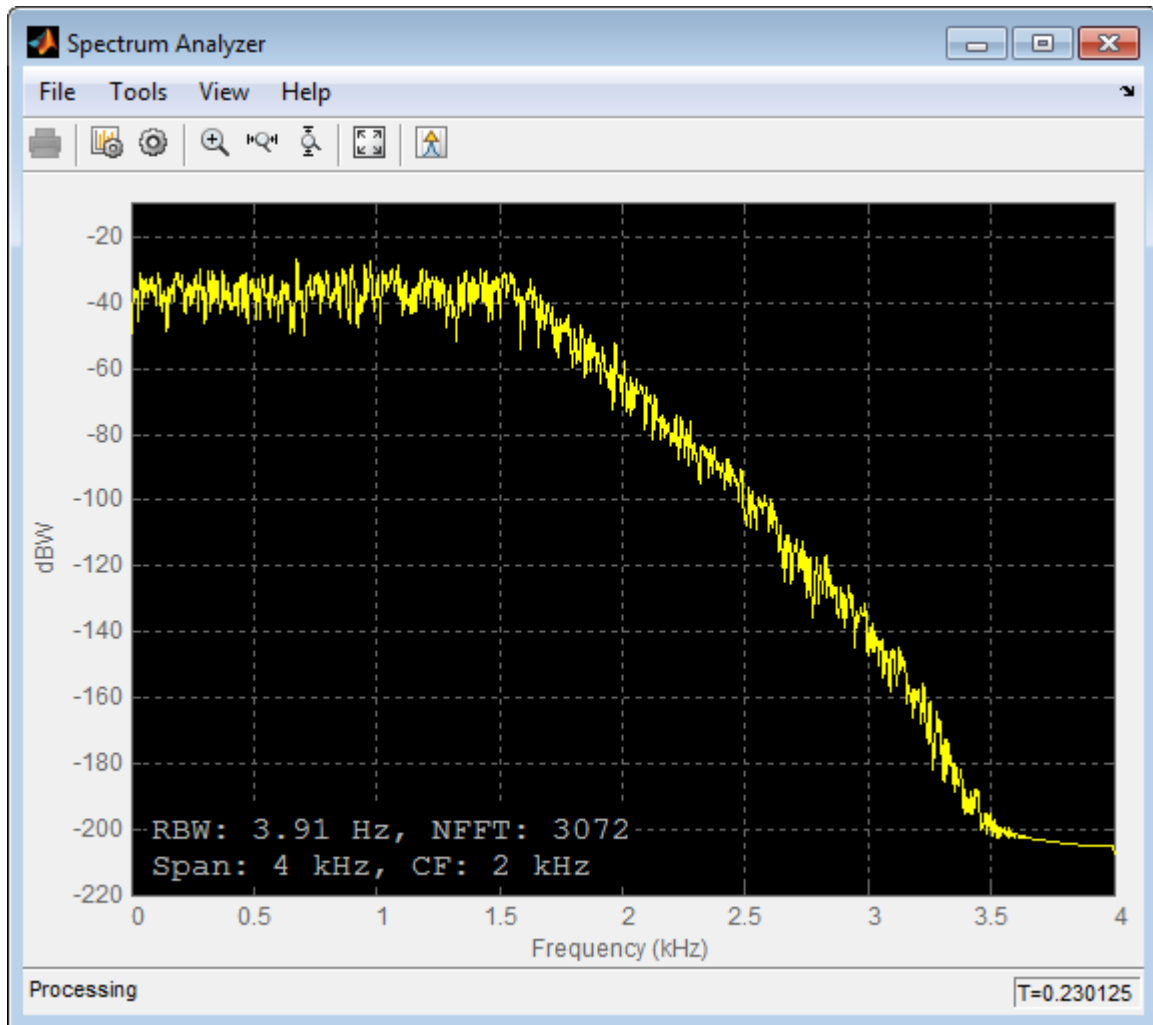 Spectrum Analyzer
File Tools View Help
-20
-40
-60
-80
-100
-120
-140
-160
-180
-200
-220
dBW
RBW: 3.91 Hz, NFFT: 3072
Span: 4 kHz, CF: 2 kHz
0 0.5 1 1.5 2 2.5 3 3.5 4
Frequency (kHz)
Processing T=0.230125